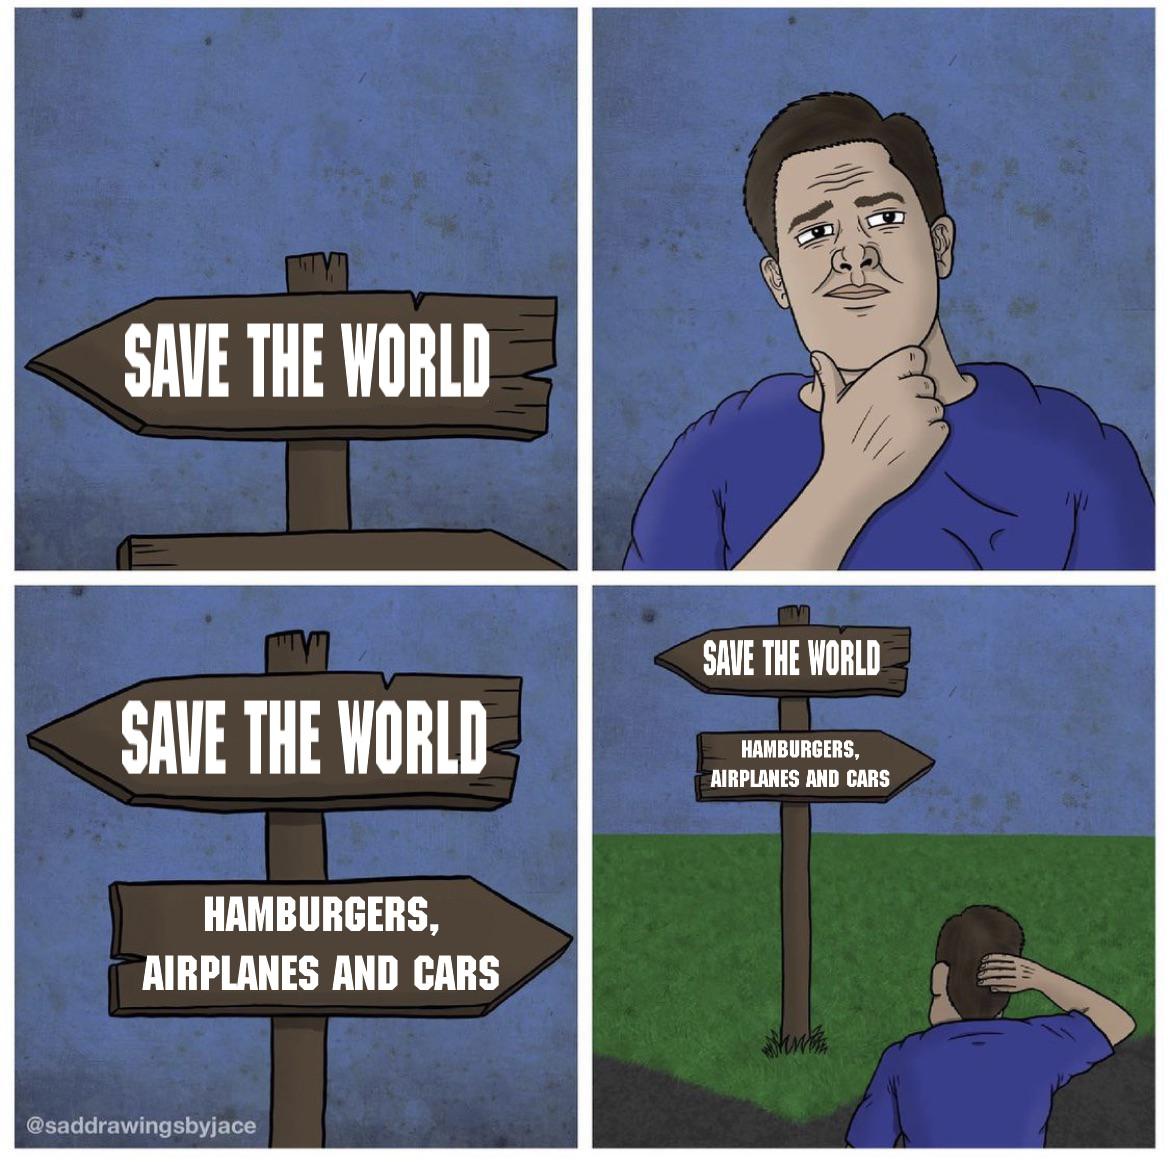 SAVE THE WORLD
SAVE THE WORLD
HAMBURGERS,
AIRPLANES AND CARS
@saddrawingsbyjace
SAVE THE WORLD
HAMBURGERS,
AIRPLANES AND CARS